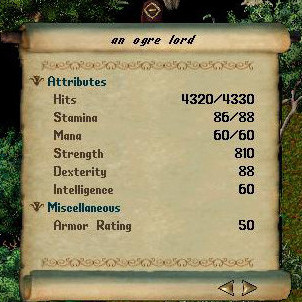 an ogre lord
Attributes
Hits 4320/4330
Stamina 86/88
Mana 60/60
Strength 810
Dexterity 88
Intelligence 60
Miscellaneous
Armor Rating 50